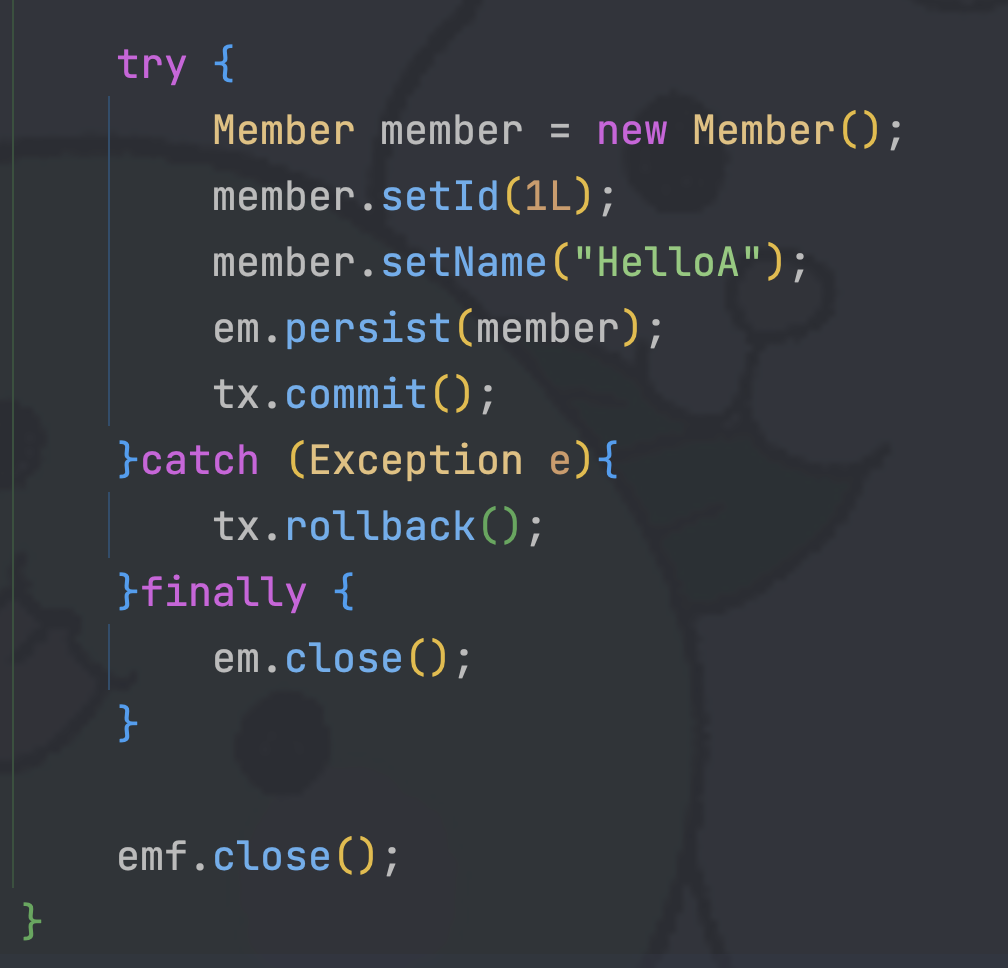 try {
Member member = new Member();
member.setId(1L);
member.setName("HelloA");
em.persist(member);
tx.commit();
}catch (Exception e){
tx.rollback();
}finally {
em.close();
}
emf.close();
}